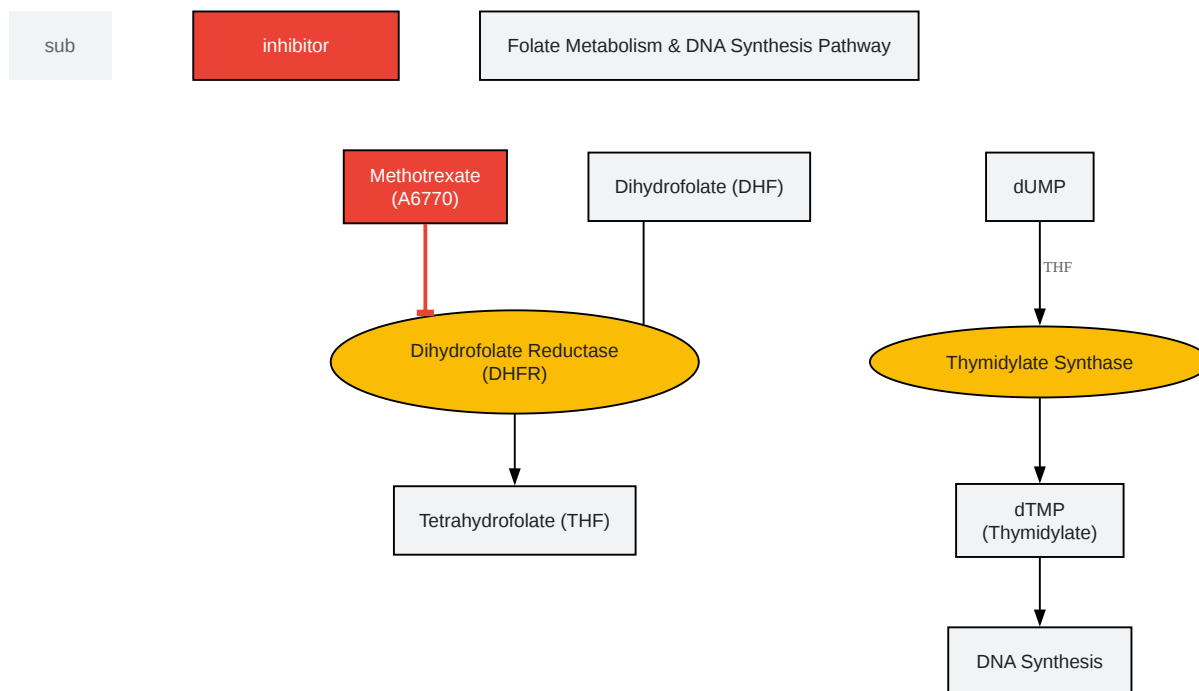 sub
inhibitor
Folate Metabolism & DNA Synthesis Pathway
Methotrexate
(A6770)
Dihydrofolate (DHF)
dUMP
THF
Dihydrofolate Reductase
(DHFR)
Thymidylate Synthase
Tetrahydrofolate (THF)
dTMP
(Thymidylate)
DNA Synthesis